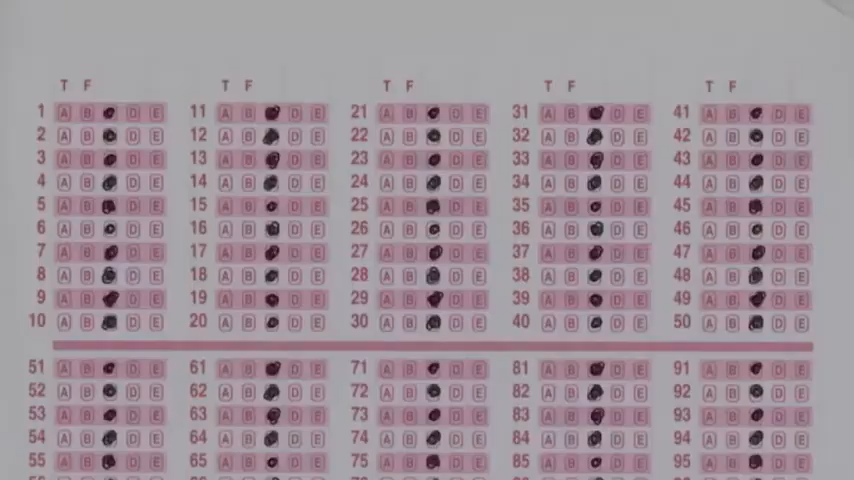 T F T F T F T F T F
1 A B D E 11 A B D E 21 A B D E 31 A B D E 41 A B D E
2 A B D E 12 A B D E 22 A B D E 32 A B D E 42 A B D E
3 A B D E 13 A B D E 23 A B D E 33 A B D E 43 A B D E
4 A B D E 14 A B D E 24 A B D E 34 A B D E 44 A B D E
5 A B D E 15 A B D E 25 A B D E 35 A B D E 45 A B D E
6 A B D E 16 A B D E 26 A B D E 36 A B D E 46 A B D E
7 A B D E 17 A B D E 27 A B D E 37 A B D E 47 A B D E
8 A B D E 18 A B D E 28 A B D E 38 A B D E 48 A B D E
9 A B D E 19 A B D E 29 A B D E 39 A B D E 49 A B D E
10 A B D E 20 A B D E 30 A B D E 40 A B D E 50 A B D E
51 A B D E 61 A B D E 71 A B D E 81 A B D E 91 A B D E
52 A B D E 62 A B D E 72 A B D E 82 A B D E 92 A B D E
53 A B D E 63 A B D E 73 A B D E 83 A B D E 93 A B D E
54 A B D E 64 A B D E 74 A B D E 84 A B D E 94 A B D E
55 A B D E 65 A B D E 75 A B D E 85 A B D E 95 A B D E